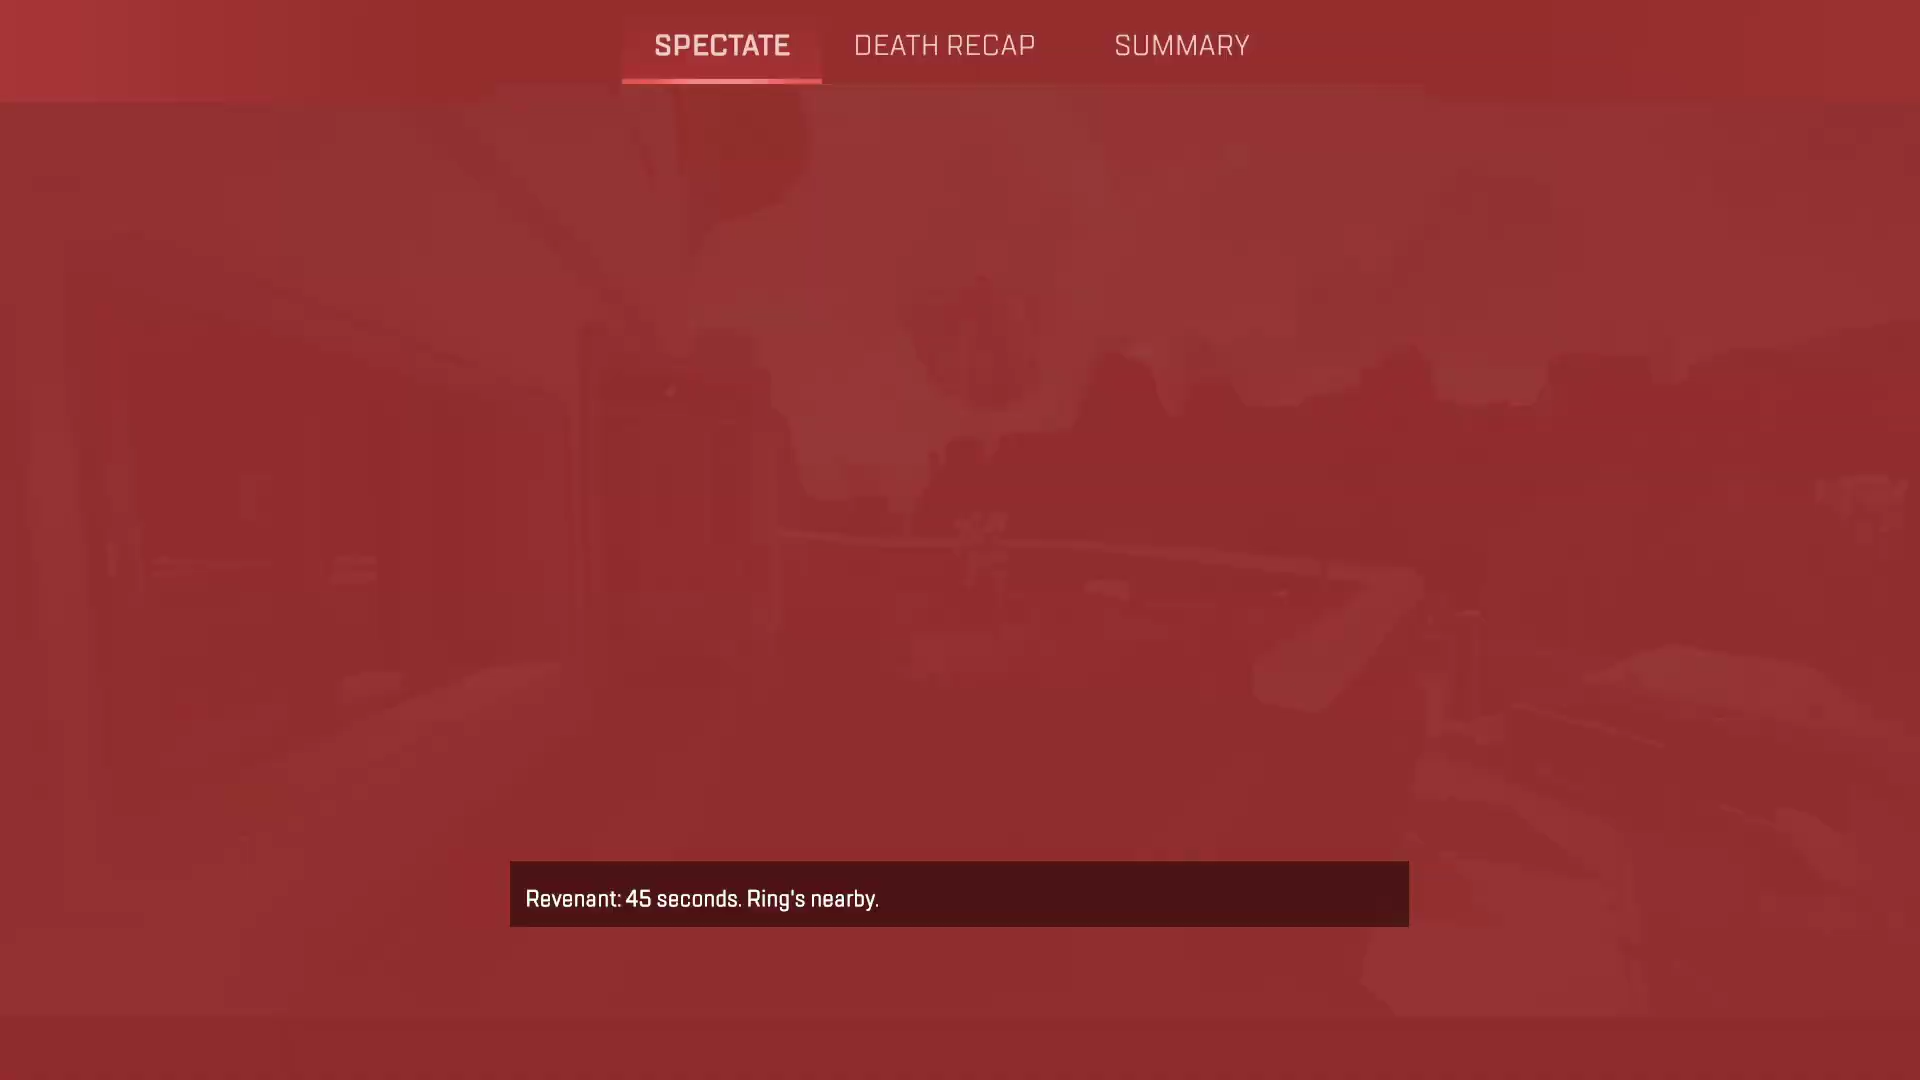 SPECTATE DEATH RECAP SUMMARY
Revenant: 45 seconds. Ring's nearby.